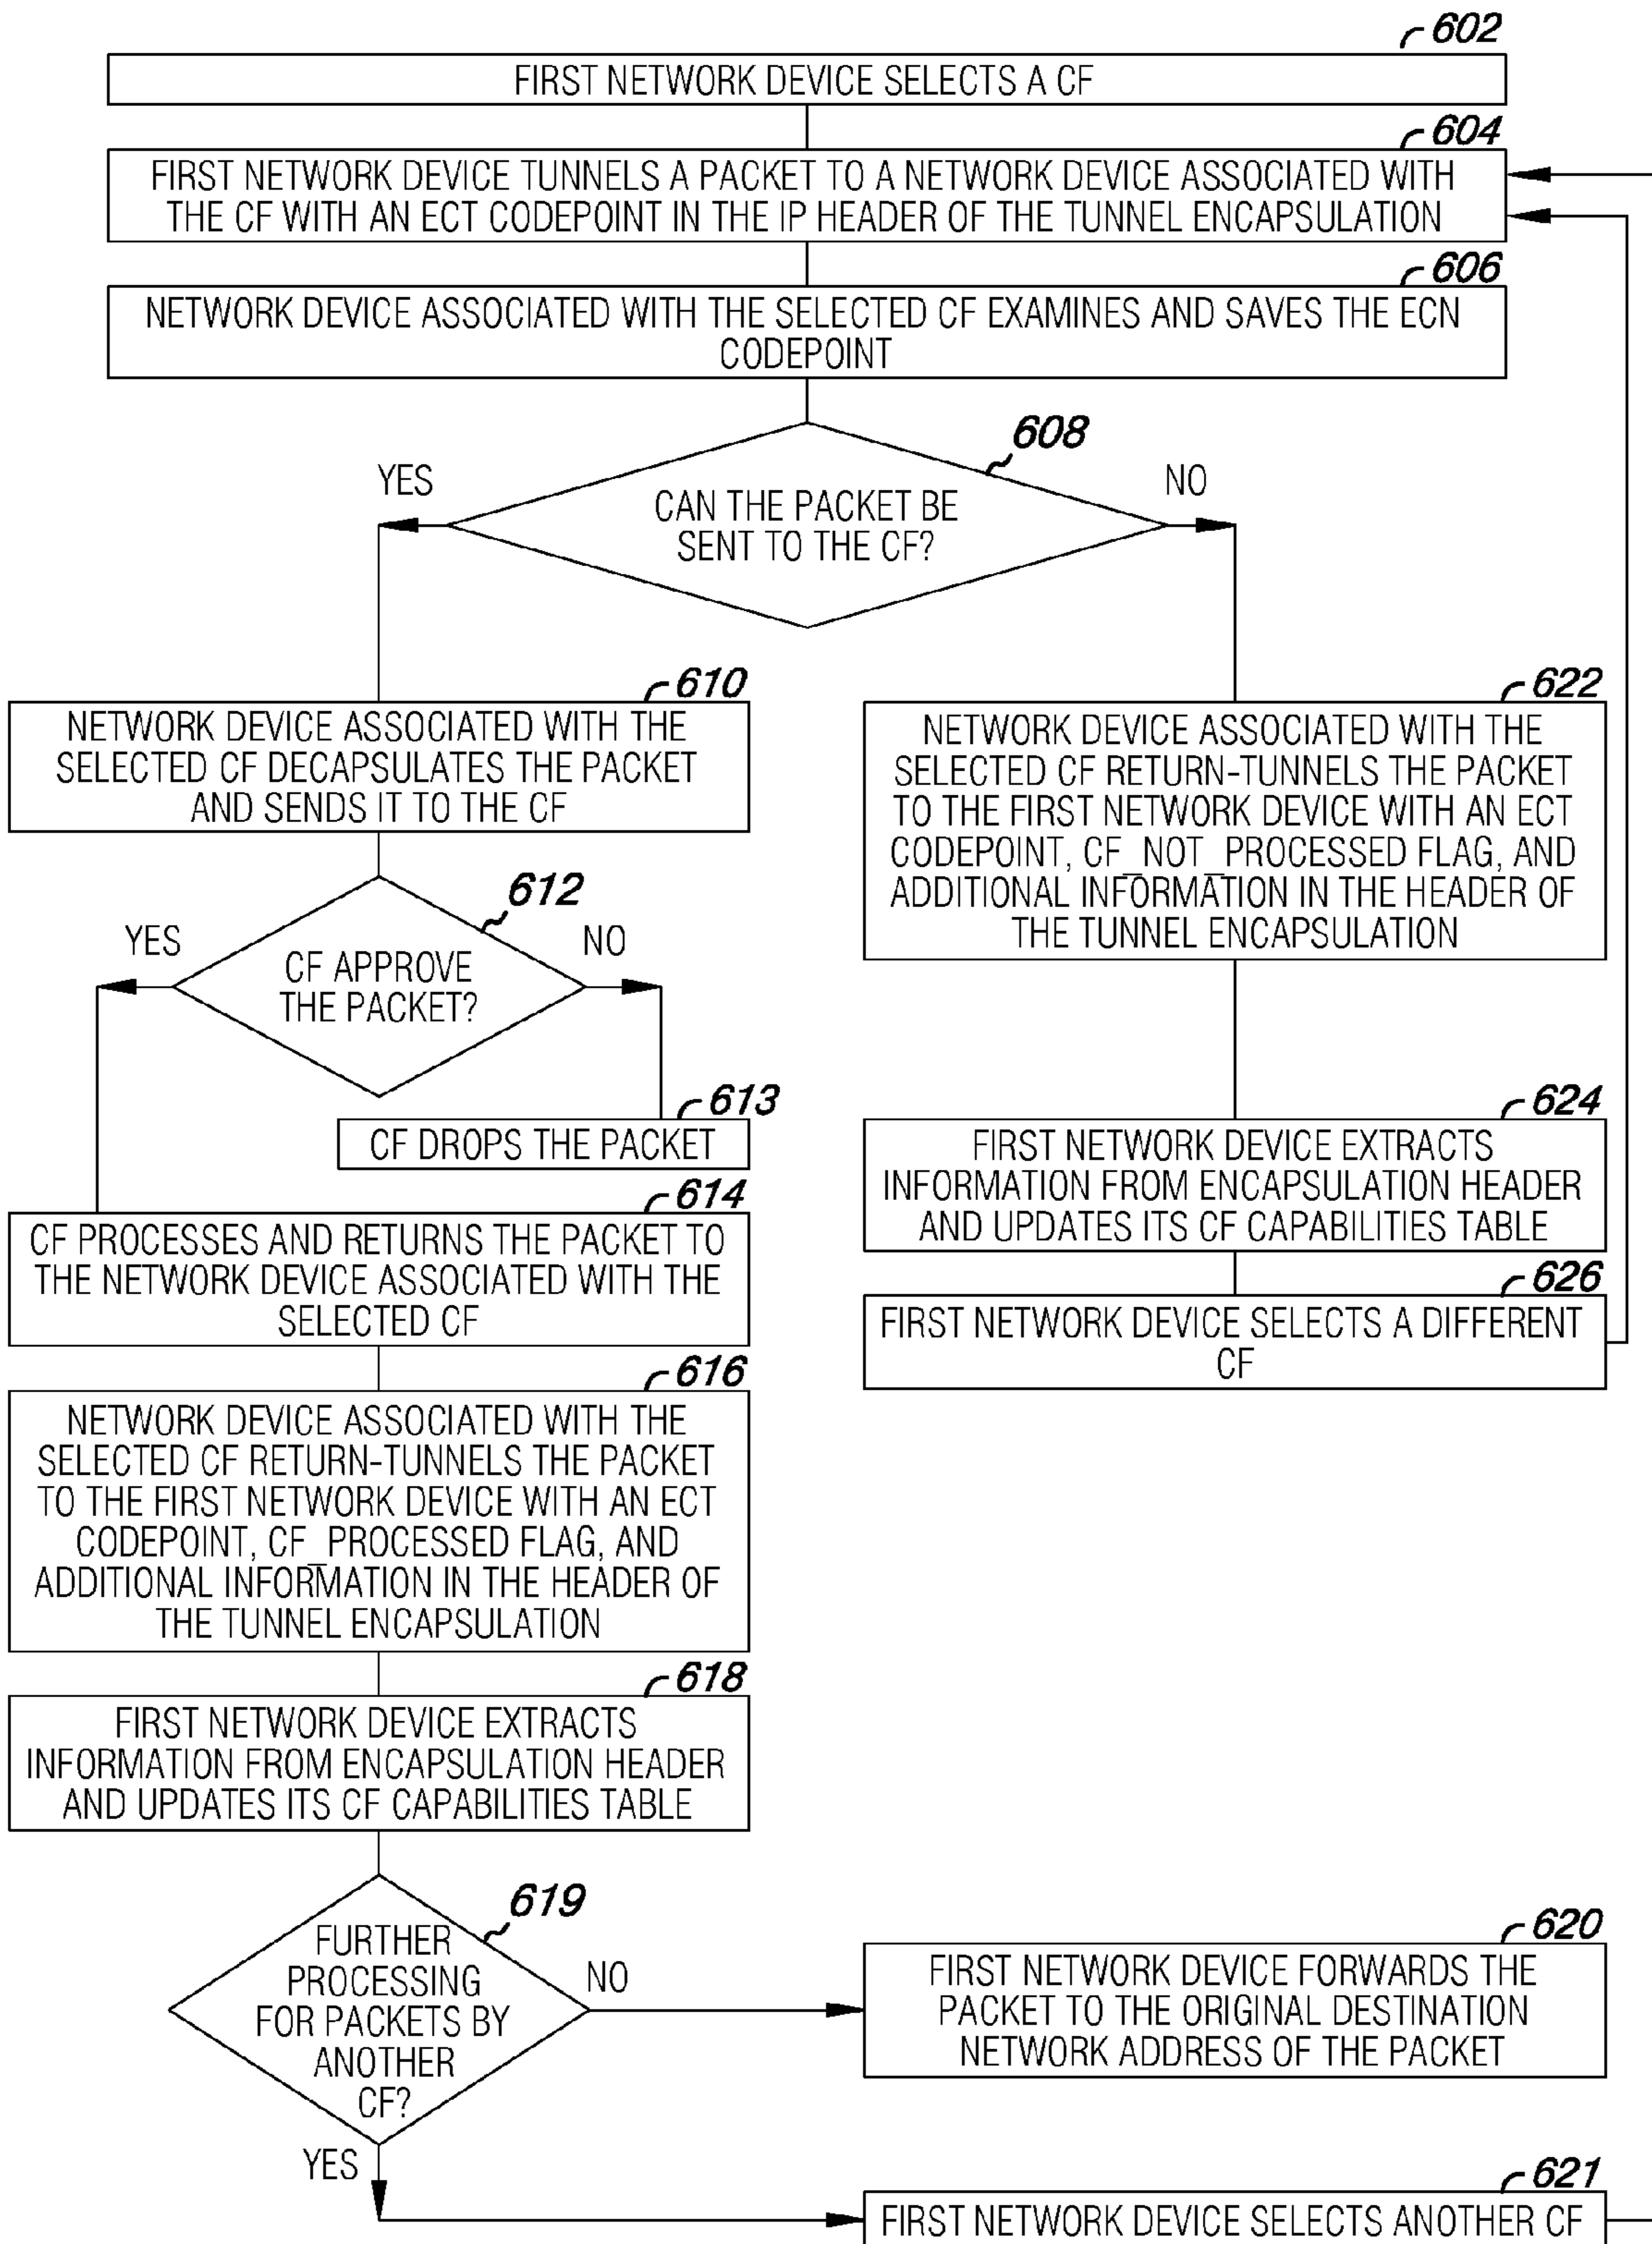 602
FIRST NETWORK DEVICE SELECTS A CF
604
FIRST NETWORK DEVICE TUNNELS A PACKET TO A NETWORK DEVICE ASSOCIATED WITH
THE CF WITH AN ECT CODEPOINT IN THE IP HEADER OF THE TUNNEL ENCAPSULATION
606
NETWORK DEVICE ASSOCIATED WITH THE SELECTED CF EXAMINES AND SAVES THE ECN
CODEPOINT
608
YES
NO
CAN THE PACKET BE
SENT TO THE CF?
610
NETWORK DEVICE ASSOCIATED WITH THE
SELECTED CF DECAPSULATES THE PACKET
AND SENDS IT TO THE CF
622
NETWORK DEVICE ASSOCIATED WITH THE
SELECTED CF RETURN-TUNNELS THE PACKET
TO THE FIRST NETWORK DEVICE WITH AN ECT
CODEPOINT, CF_NOT_PROCESSED FLAG, AND
ADDITIONAL INFORMATION IN THE HEADER OF
THE TUNNEL ENCAPSULATION
612
YES
NO
CF APPROVE
THE PACKET?
613
CF DROPS THE PACKET
624
FIRST NETWORK DEVICE EXTRACTS
INFORMATION FROM ENCAPSULATION HEADER
AND UPDATES ITS CF CAPABILITIES TABLE
614
CF PROCESSES AND RETURNS THE PACKET TO
THE NETWORK DEVICE ASSOCIATED WITH THE
SELECTED CF
626
FIRST NETWORK DEVICE SELECTS A DIFFERENT
CF
616
NETWORK DEVICE ASSOCIATED WITH THE
SELECTED CF RETURN-TUNNELS THE PACKET
TO THE FIRST NETWORK DEVICE WITH AN ECT
CODEPOINT, CF_PROCESSED FLAG, AND
ADDITIONAL INFORMATION IN THE HEADER OF
THE TUNNEL ENCAPSULATION
618
FIRST NETWORK DEVICE EXTRACTS
INFORMATION FROM ENCAPSULATION HEADER
AND UPDATES ITS CF CAPABILITIES TABLE
619
FURTHER
PROCESSING
FOR PACKETS BY
ANOTHER
CF?
NO
YES
620
FIRST NETWORK DEVICE FORWARDS THE
PACKET TO THE ORIGINAL DESTINATION
NETWORK ADDRESS OF THE PACKET
621
FIRST NETWORK DEVICE SELECTS ANOTHER CF